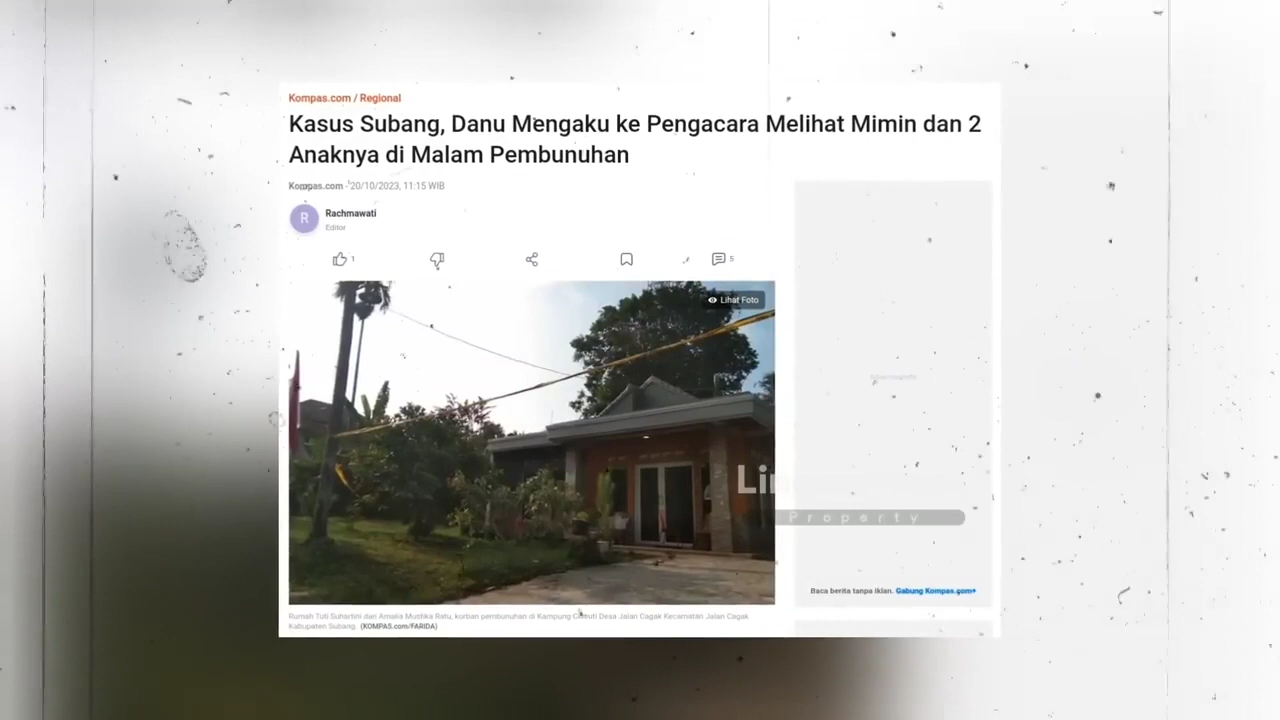 Kompas.com / Regional
Kasus Subang, Danu Mengaku ke Pengacara Melihat Mimin dan 2
Anaknya di Malam Pembunuhan
Kompas.com - 20/10/2023, 11:15 WIB
R
Rachmawati
Editor
1
5
Lihat Foto
Lin
Property
Baca berita tanpa iklan. Gabung Kompas.com+
Rumah Tuti Suhartini dan Amalia Mustika Ratu, korban pembunuhan di Kampung Ciseuti Desa Jalan Cagak Kecamatan Jalan Cagak
Kabupaten Subang. (KOMPAS.com/FARIDA)